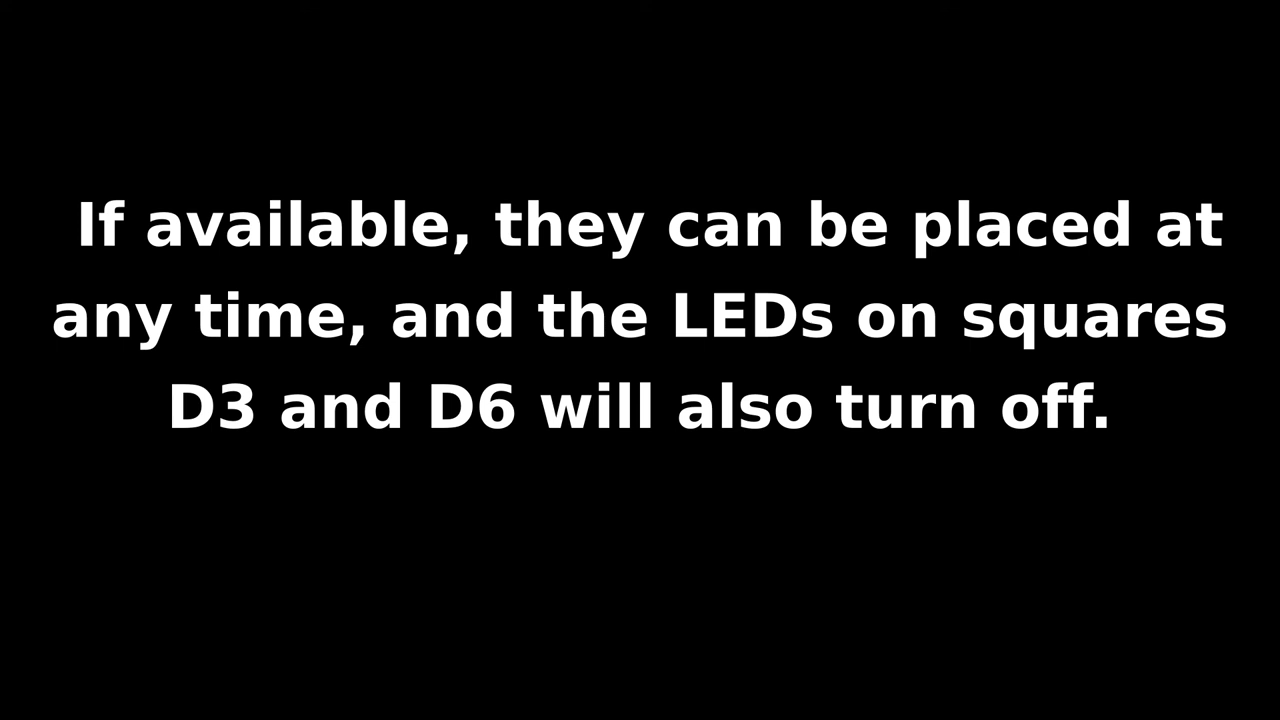 If available, they can be placed at
any time, and the LEDs on squares
D3 and D6 will also turn off.